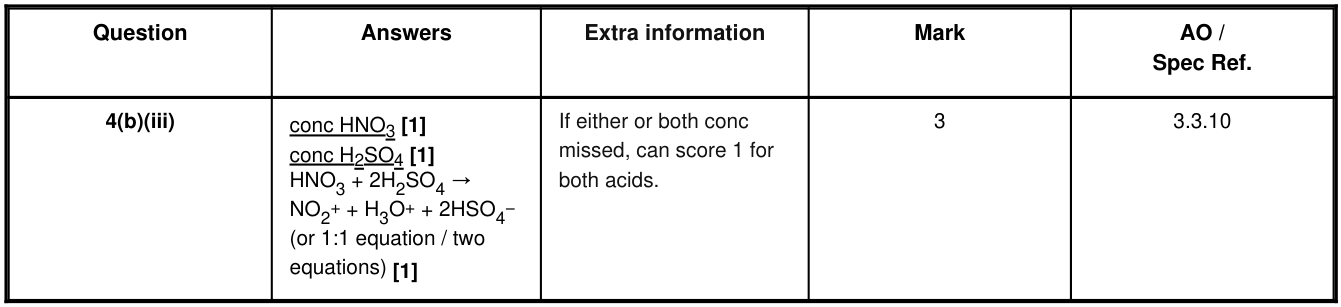 Question Answers Extra information Mark AO /
Spec Ref.
4(b)(iii) conc HNO₃ [1] If either or both conc 3 3.3.10
conc H₂SO₄ [1] missed, can score 1 for
HNO₃ + 2H₂SO₄ → both acids.
NO₂⁺ + H₃O⁺ + 2HSO₄⁻
(or 1:1 equation / two
equations) [1]